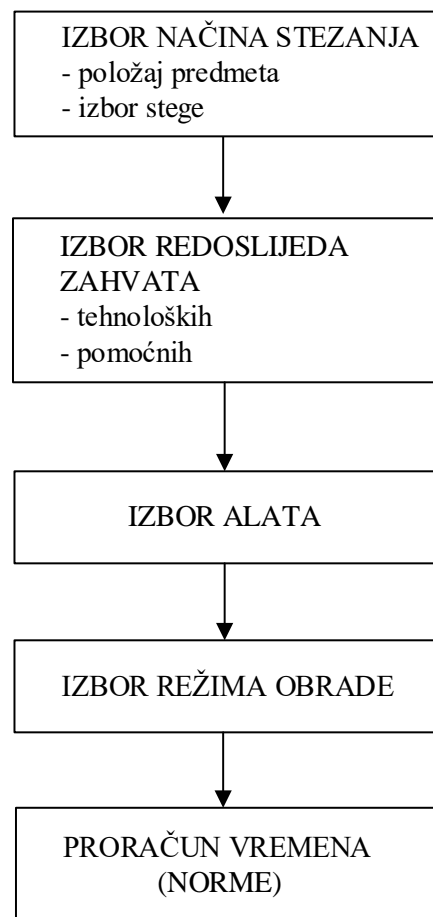 IZBOR NAČINA STEZANJA
- položaj predmeta
- izbor stege
IZBOR REDOSLIJEDA
ZAHVATA
- tehnoloških
- pomoćnih
IZBOR ALATA
IZBOR REŽIMA OBRADE
PRORAČUN VREMENA
(NORME)